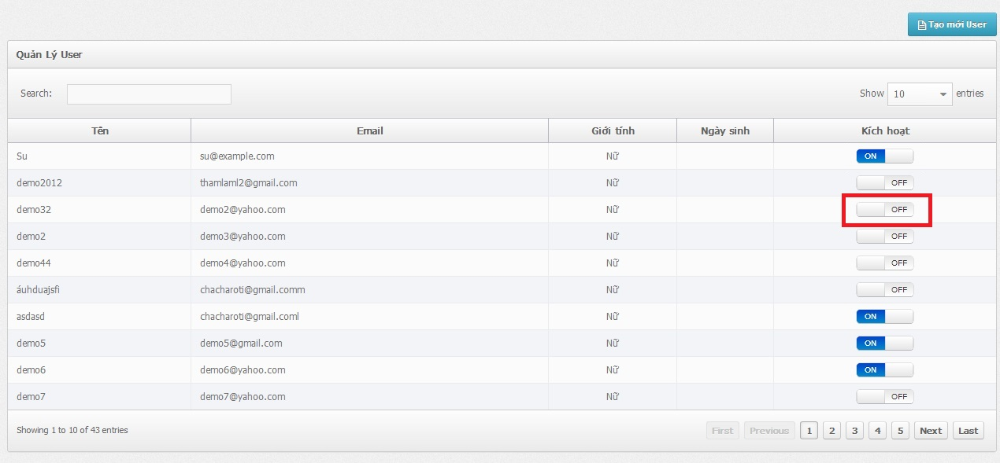 Tạo mới User
Quản Lý User
Search: Show 10 entries
Tên Email Giới tính Ngày sinh Kích hoạt
Su su@example.com Nữ ON
demo2012 thamlaml2@gmail.com Nữ OFF
demo32 demo2@yahoo.com Nữ OFF
demo2 demo3@yahoo.com Nữ OFF
demo44 demo4@yahoo.com Nữ OFF
áuhduajsfi chacharoti@gmail.comm Nữ OFF
asdasd chacharoti@gmail.coml Nữ ON
demo5 demo5@gmail.com Nữ ON
demo6 demo6@yahoo.com Nữ ON
demo7 demo7@yahoo.com Nữ OFF
Showing 1 to 10 of 43 entries First Previous 1 2 3 4 5 Next Last